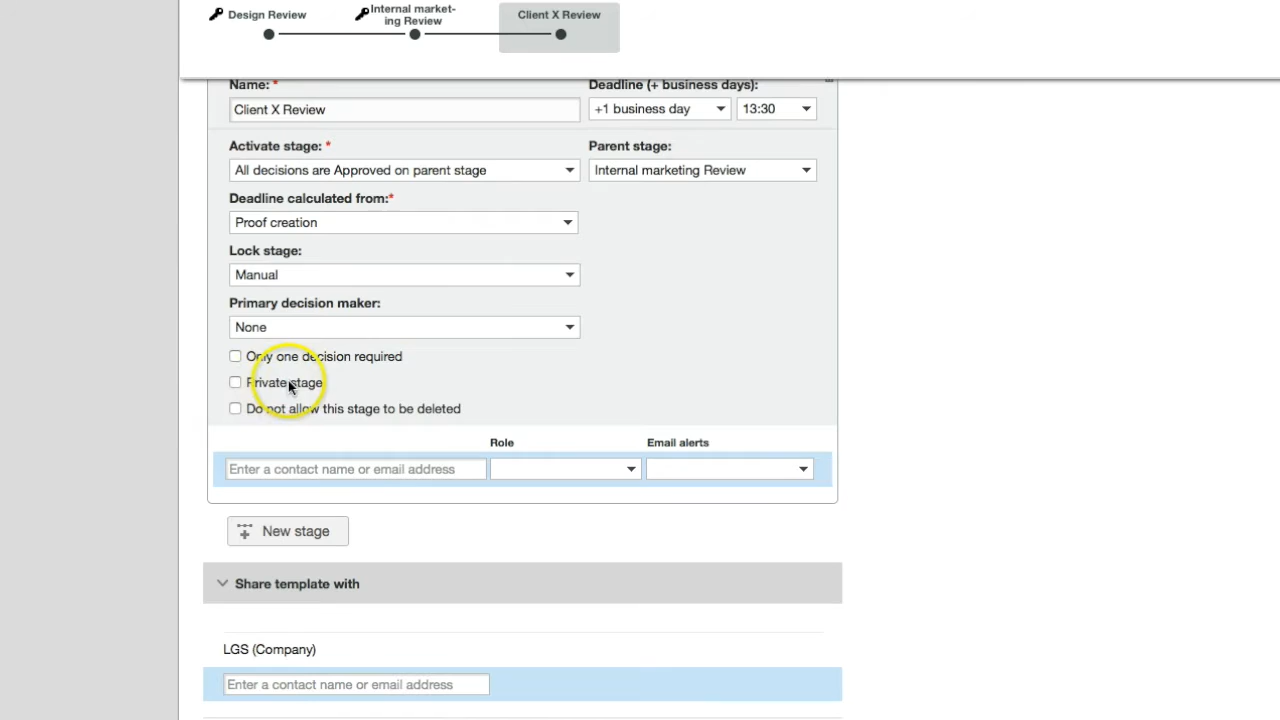 Design Review
Internal market-
ing Review
Client X Review
Name: *
Deadline (+ business days):
Client X Review
+1 business day
13:30
Activate stage: *
Parent stage:
All decisions are Approved on parent stage
Internal marketing Review
Deadline calculated from:*
Proof creation
Lock stage:
Manual
Primary decision maker:
None
Only one decision required
Private stage
Do not allow this stage to be deleted
Role
Email alerts
Enter a contact name or email address
New stage
Share template with
LGS (Company)
Enter a contact name or email address